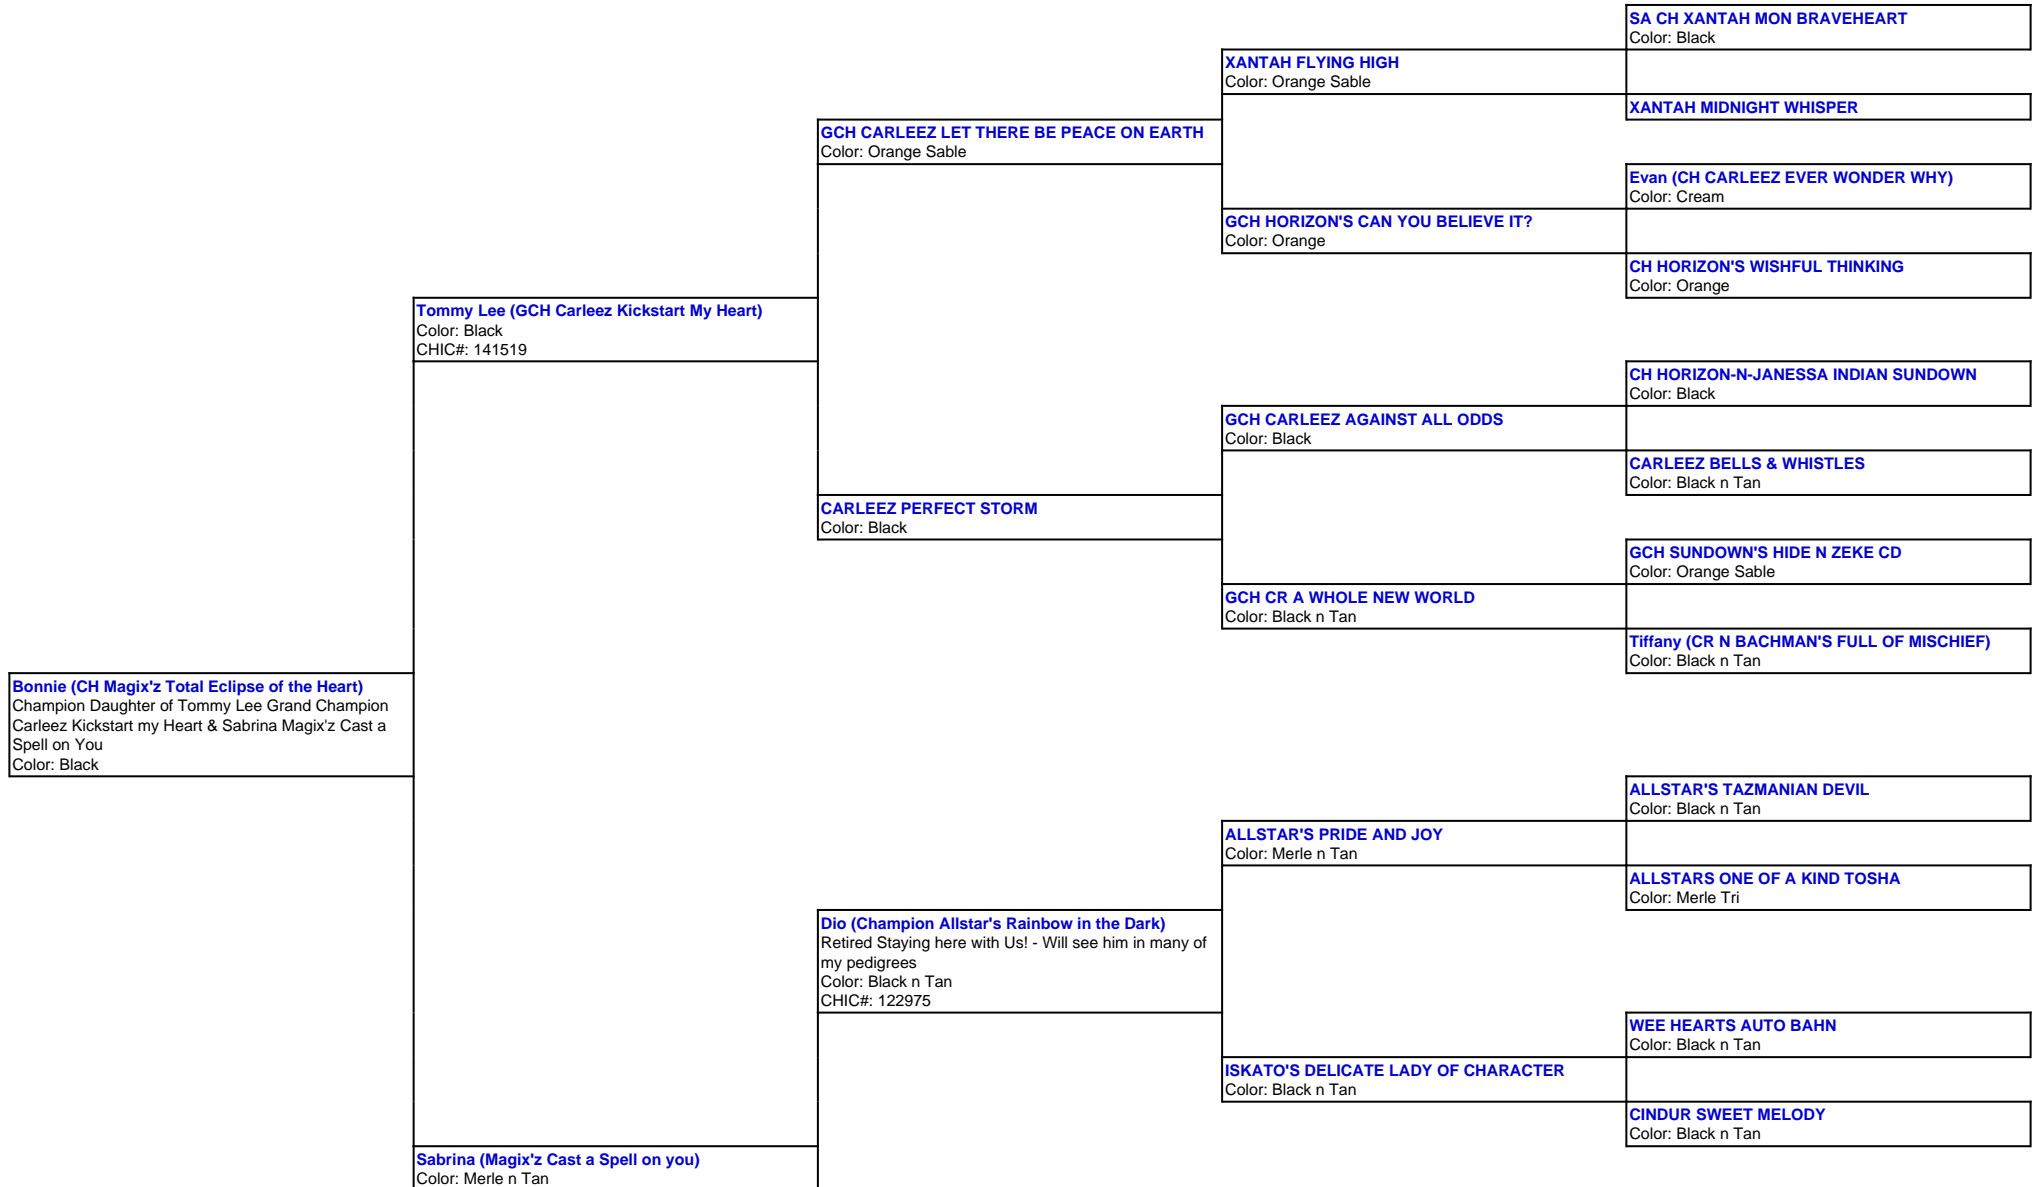 SA CH XANTAH MON BRAVEHEART
Color: Black
XANTAH FLYING HIGH
Color: Orange Sable
XANTAH MIDNIGHT WHISPER
GCH CARLEEZ LET THERE BE PEACE ON EARTH
Color: Orange Sable
Evan (CH CARLEEZ EVER WONDER WHY)
Color: Cream
GCH HORIZON'S CAN YOU BELIEVE IT?
Color: Orange
CH HORIZON'S WISHFUL THINKING
Color: Orange
Tommy Lee (GCH Carleez Kickstart My Heart)
Color: Black
CHIC#: 141519
CH HORIZON-N-JANESSA INDIAN SUNDOWN
Color: Black
GCH CARLEEZ AGAINST ALL ODDS
Color: Black
CARLEEZ BELLS & WHISTLES
Color: Black n Tan
CARLEEZ PERFECT STORM
Color: Black
GCH SUNDOWN'S HIDE N ZEKE CD
Color: Orange Sable
GCH CR A WHOLE NEW WORLD
Color: Black n Tan
Tiffany (CR N BACHMAN'S FULL OF MISCHIEF)
Color: Black n Tan
Bonnie (CH Magix'z Total Eclipse of the Heart)
Champion Daughter of Tommy Lee Grand Champion
Carleez Kickstart my Heart & Sabrina Magix'z Cast a
Spell on You
Color: Black
ALLSTAR'S TAZMANIAN DEVIL
Color: Black n Tan
ALLSTAR'S PRIDE AND JOY
Color: Merle n Tan
ALLSTARS ONE OF A KIND TOSHA
Color: Merle Tri
Dio (Champion Allstar's Rainbow in the Dark)
Retired Staying here with Us! - Will see him in many of
my pedigrees
Color: Black n Tan
CHIC#: 122975
WEE HEARTS AUTO BAHN
Color: Black n Tan
ISKATO'S DELICATE LADY OF CHARACTER
Color: Black n Tan
CINDUR SWEET MELODY
Color: Black n Tan
Sabrina (Magix'z Cast a Spell on you)
Color: Merle n Tan